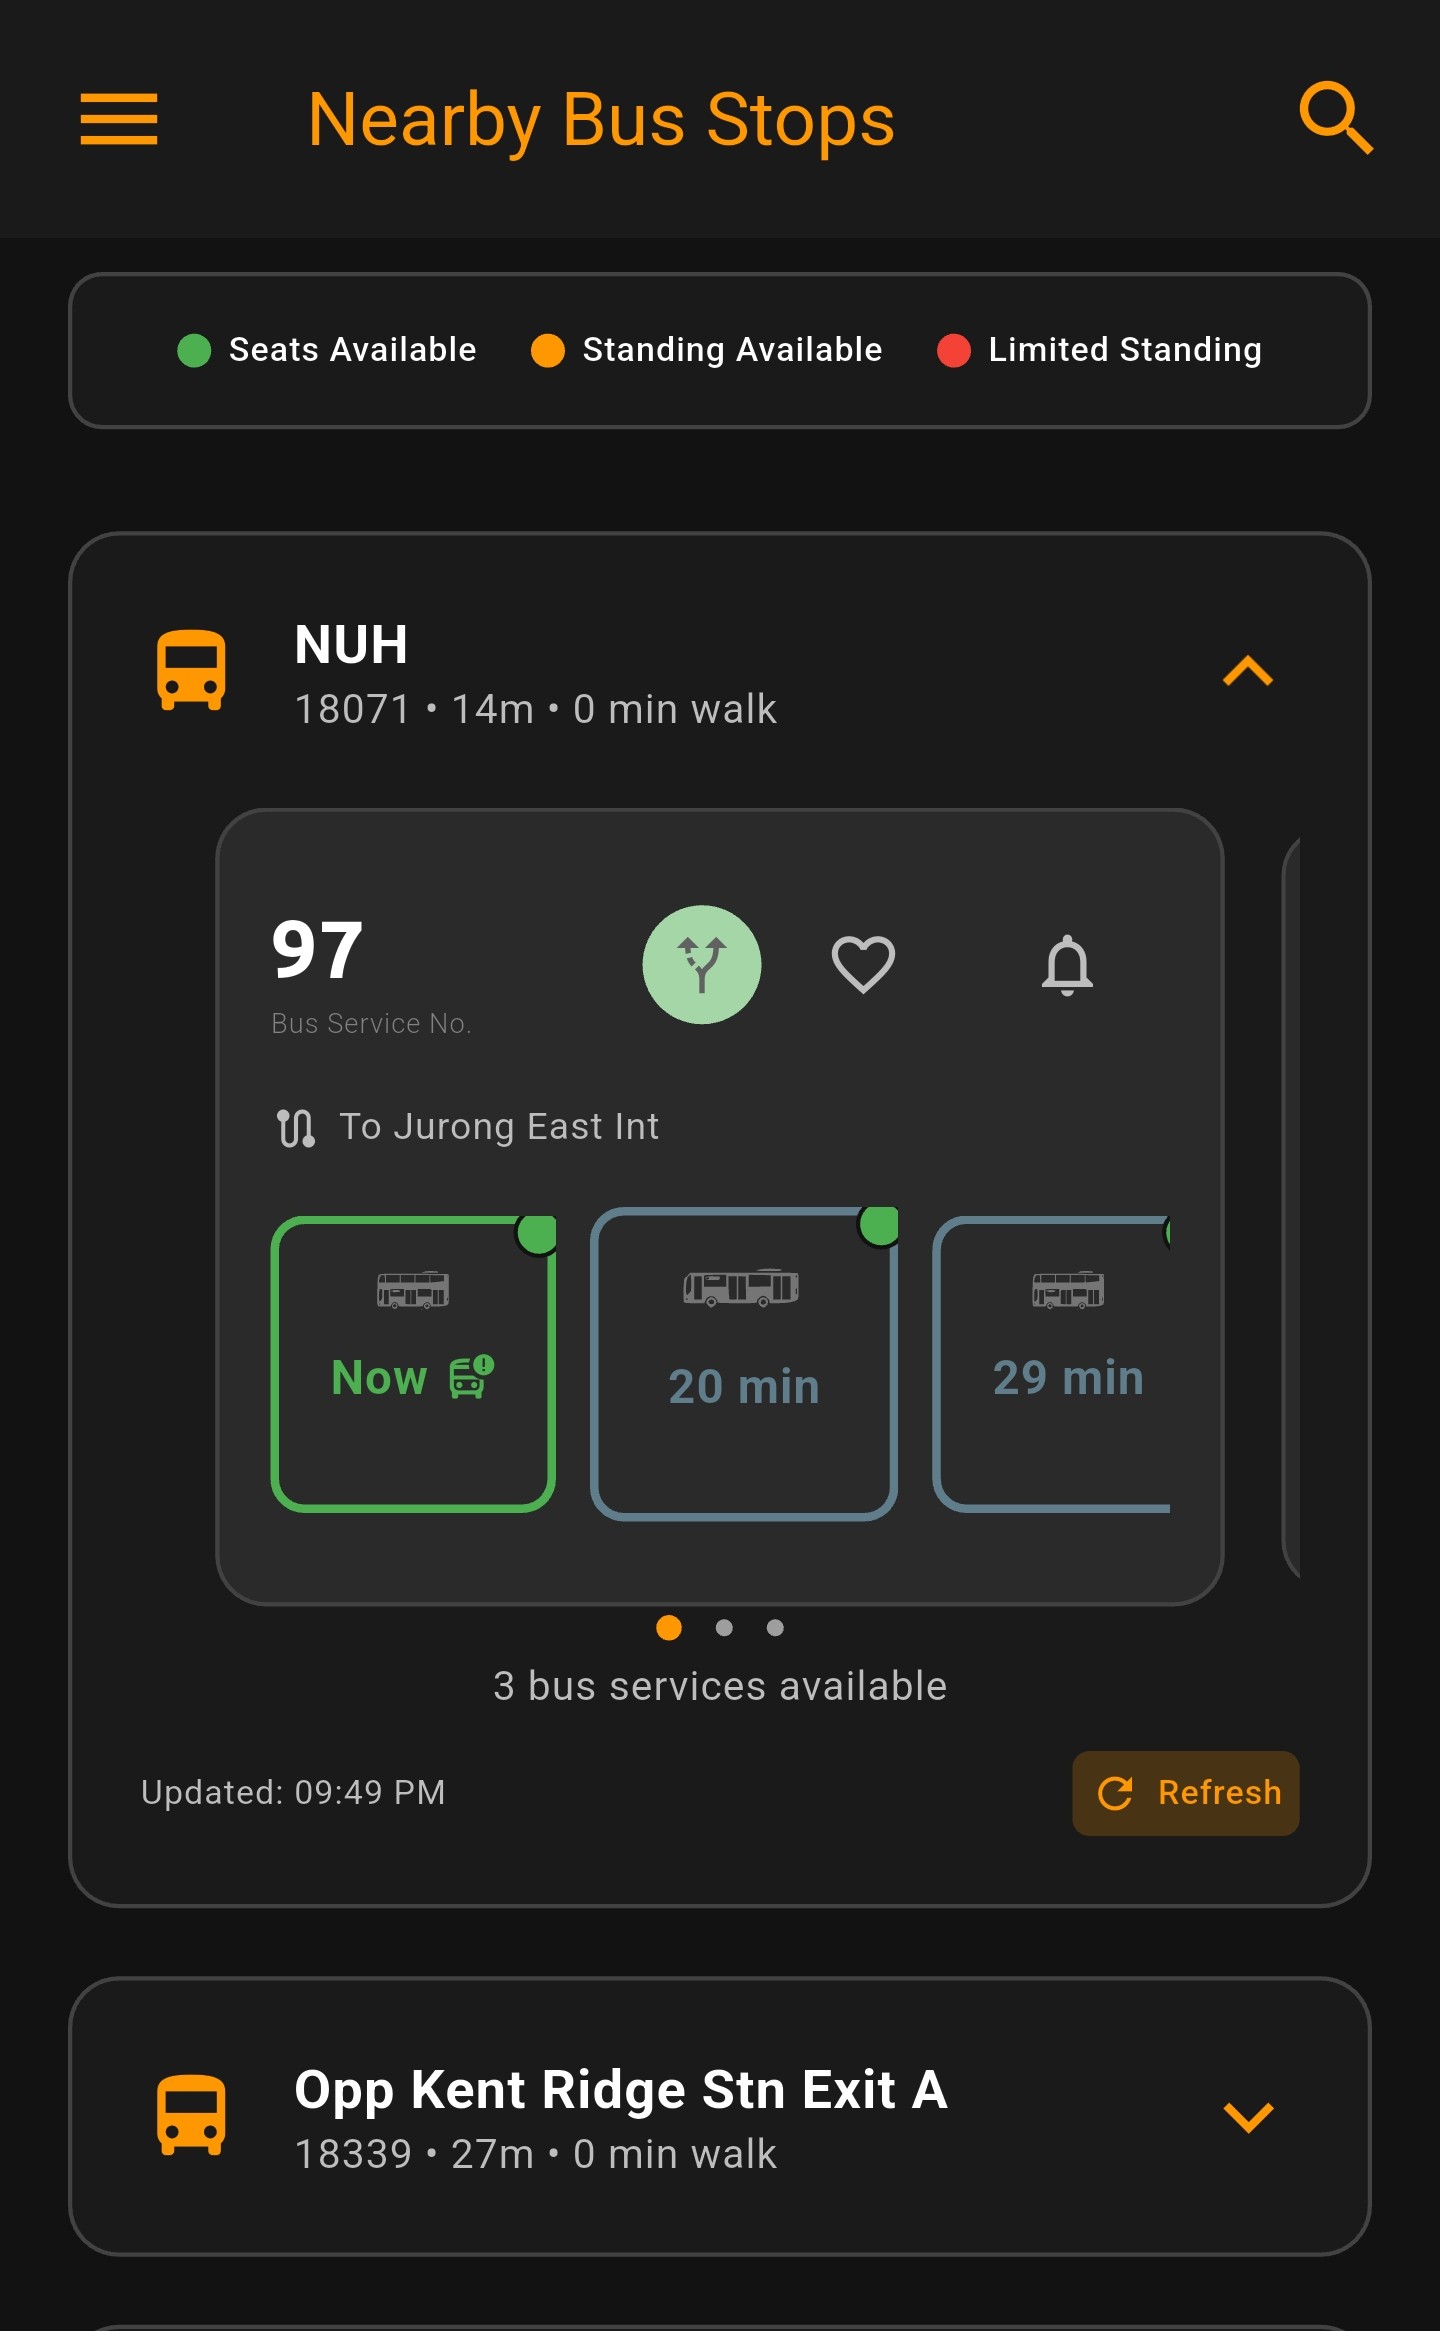 Nearby Bus Stops
Seats Available Standing Available Limited Standing
NUH
18071 • 14m • 0 min walk
97
Bus Service No.
To Jurong East Int
Now 20 min 29 min
3 bus services available
Updated: 09:49 PM Refresh
Opp Kent Ridge Stn Exit A
18339 • 27m • 0 min walk